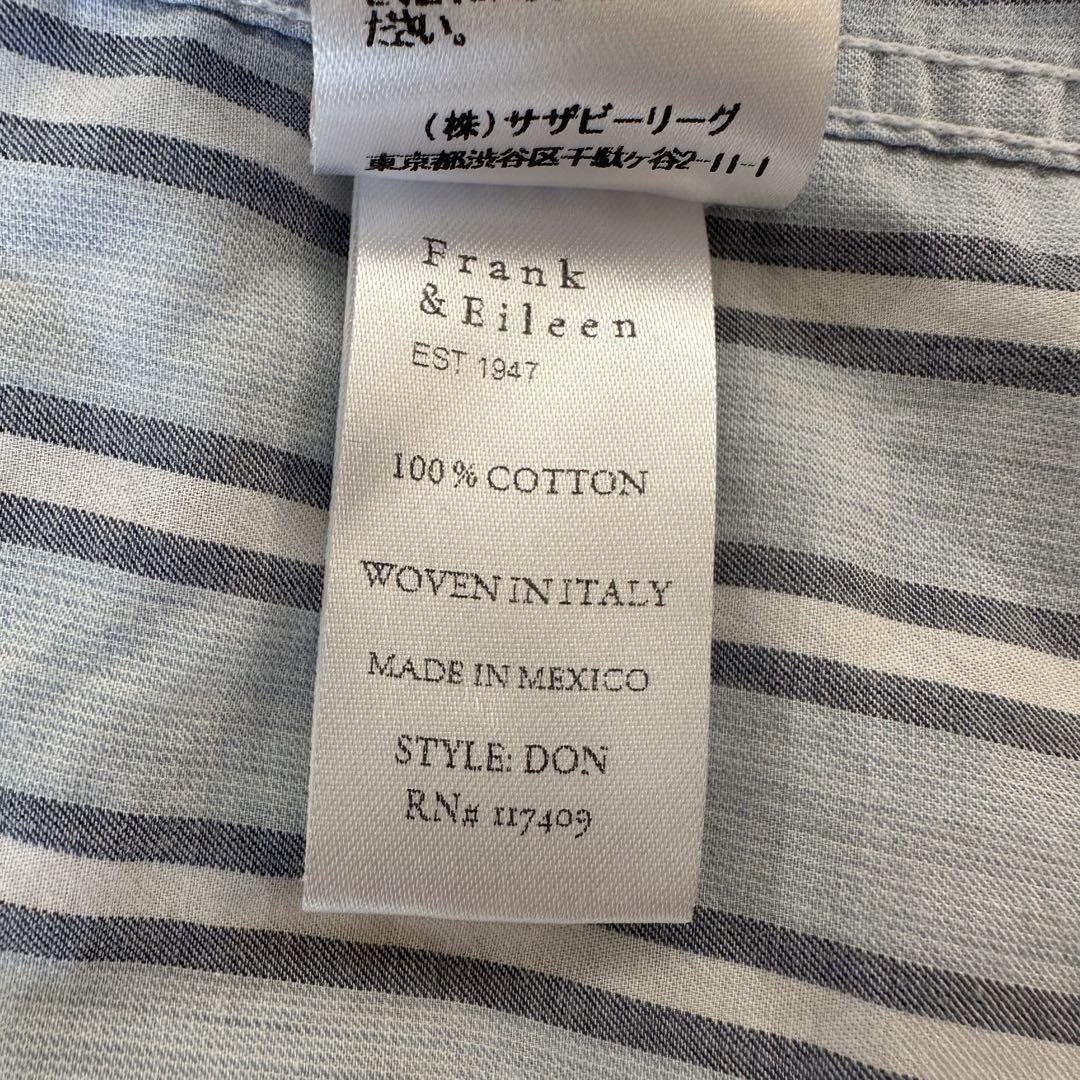 ださい。
(株)サザビーリーグ
東京都渋谷区千駄ヶ谷2-11-1
Frank
& Eileen
EST 1947
100% COTTON
WOVEN IN ITALY
MADE IN MEXICO
STYLE: DON
RN# 117409